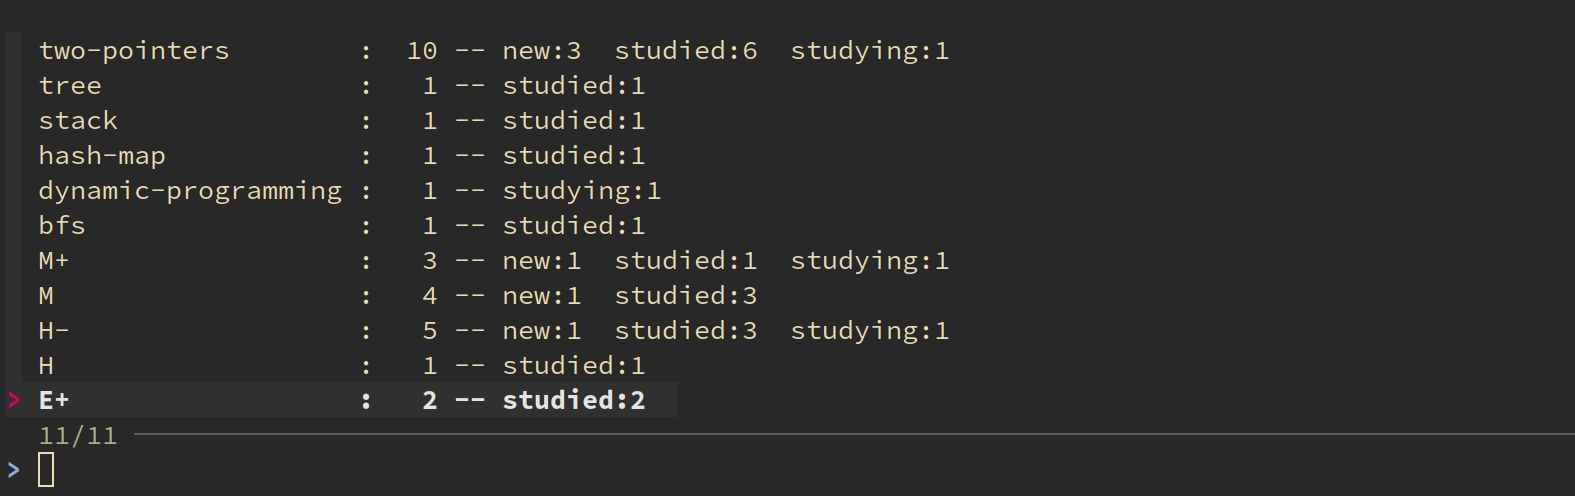 two-pointers        :  10 -- new:3  studied:6  studying:1
tree                :   1 -- studied:1
stack               :   1 -- studied:1
hash-map            :   1 -- studied:1
dynamic-programming :   1 -- studying:1
bfs                 :   1 -- studied:1
M+                  :   3 -- new:1  studied:1  studying:1
M                   :   4 -- new:1  studied:3
H-                  :   5 -- new:1  studied:3  studying:1
H                   :   1 -- studied:1
> E+                  :   2 -- studied:2
11/11
>